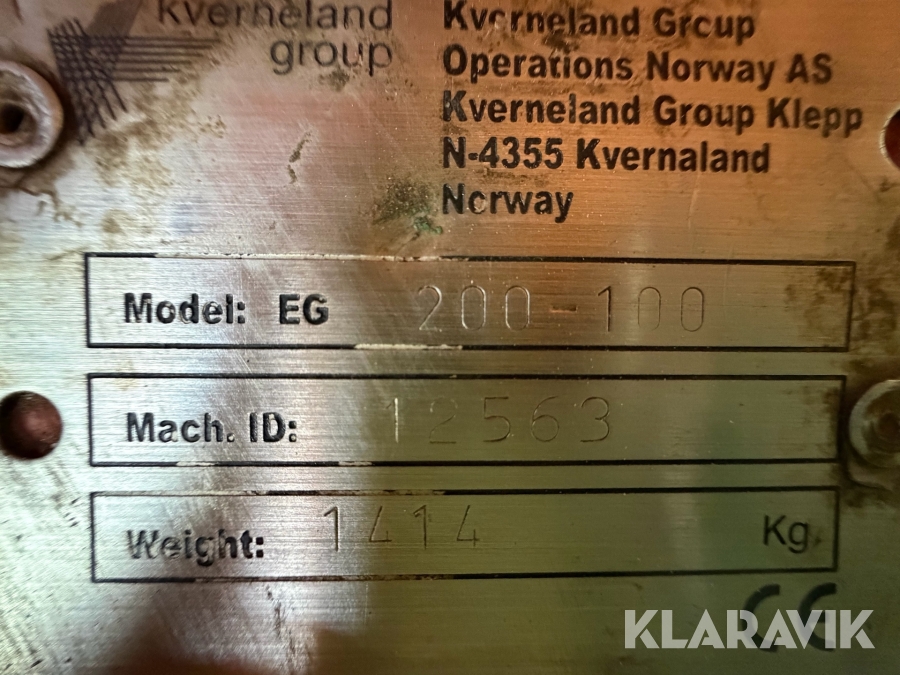 kverneland
group
Kverneland Group
Operations Norway AS
Kverneland Group Klepp
N-4355 Kvernaland
Norway
Model: EG 200-100
Mach. ID: 12563
Weight: 1414 Kg
CE
KLARAVIK